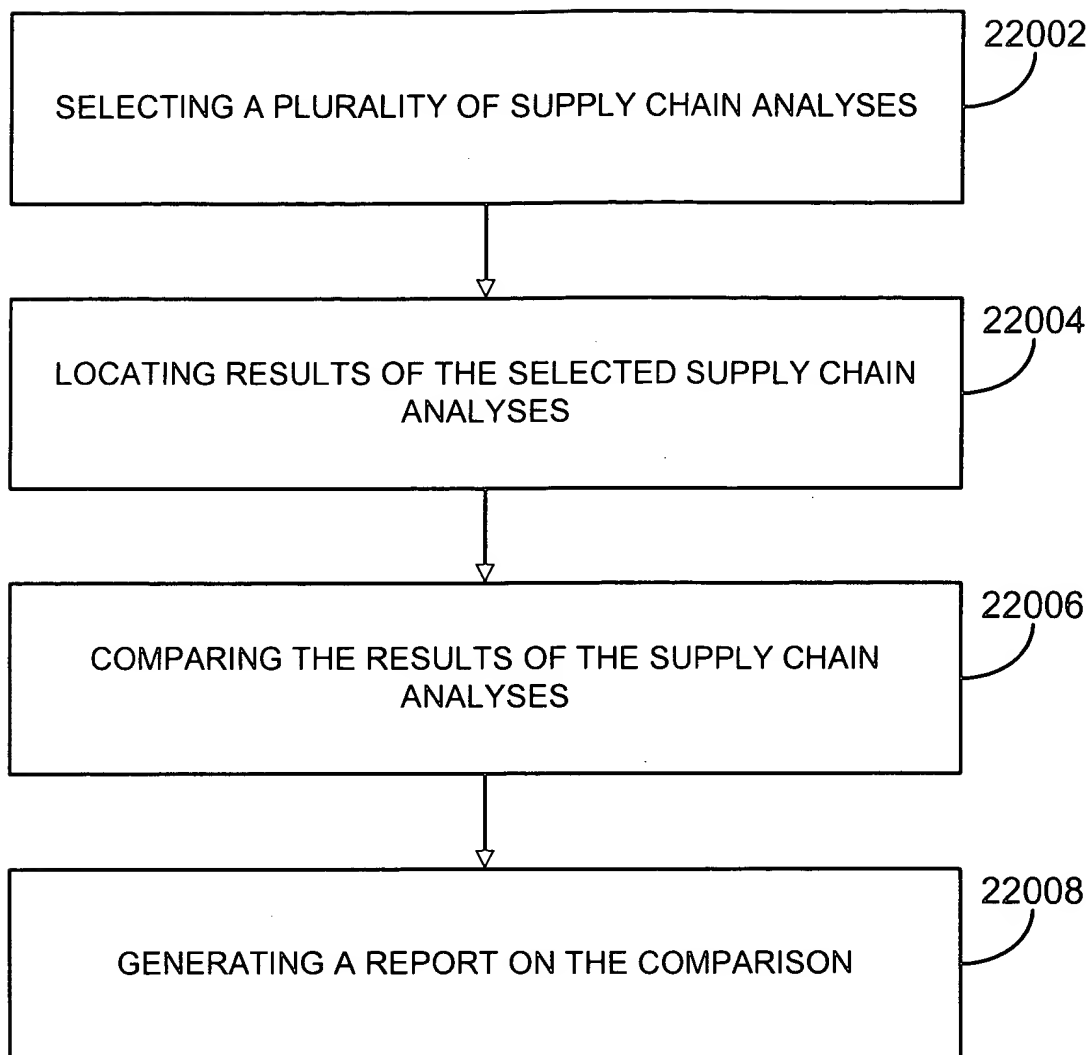 22002
SELECTING A PLURALITY OF SUPPLY CHAIN ANALYSES
22004
LOCATING RESULTS OF THE SELECTED SUPPLY CHAIN
ANALYSES
22006
COMPARING THE RESULTS OF THE SUPPLY CHAIN
ANALYSES
22008
GENERATING A REPORT ON THE COMPARISON